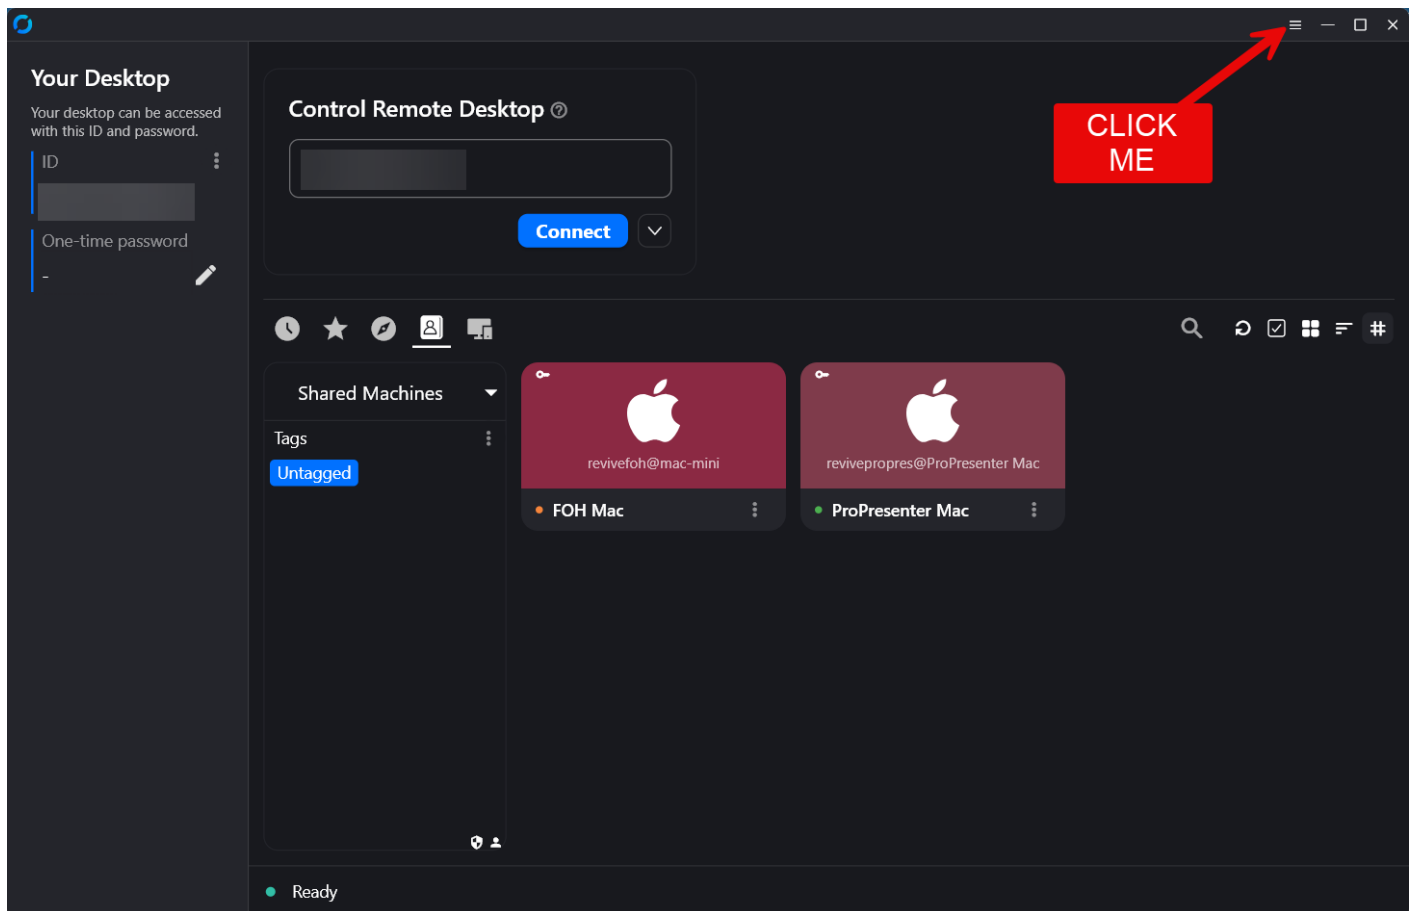 CLICK
ME
Your Desktop
Your desktop can be accessed
with this ID and password.
ID
One-time password
-
Control Remote Desktop
Connect
Shared Machines
Tags
Untagged
revivefoh@mac-mini
FOH Mac
revivepropres@ProPresenter Mac
ProPresenter Mac
Ready